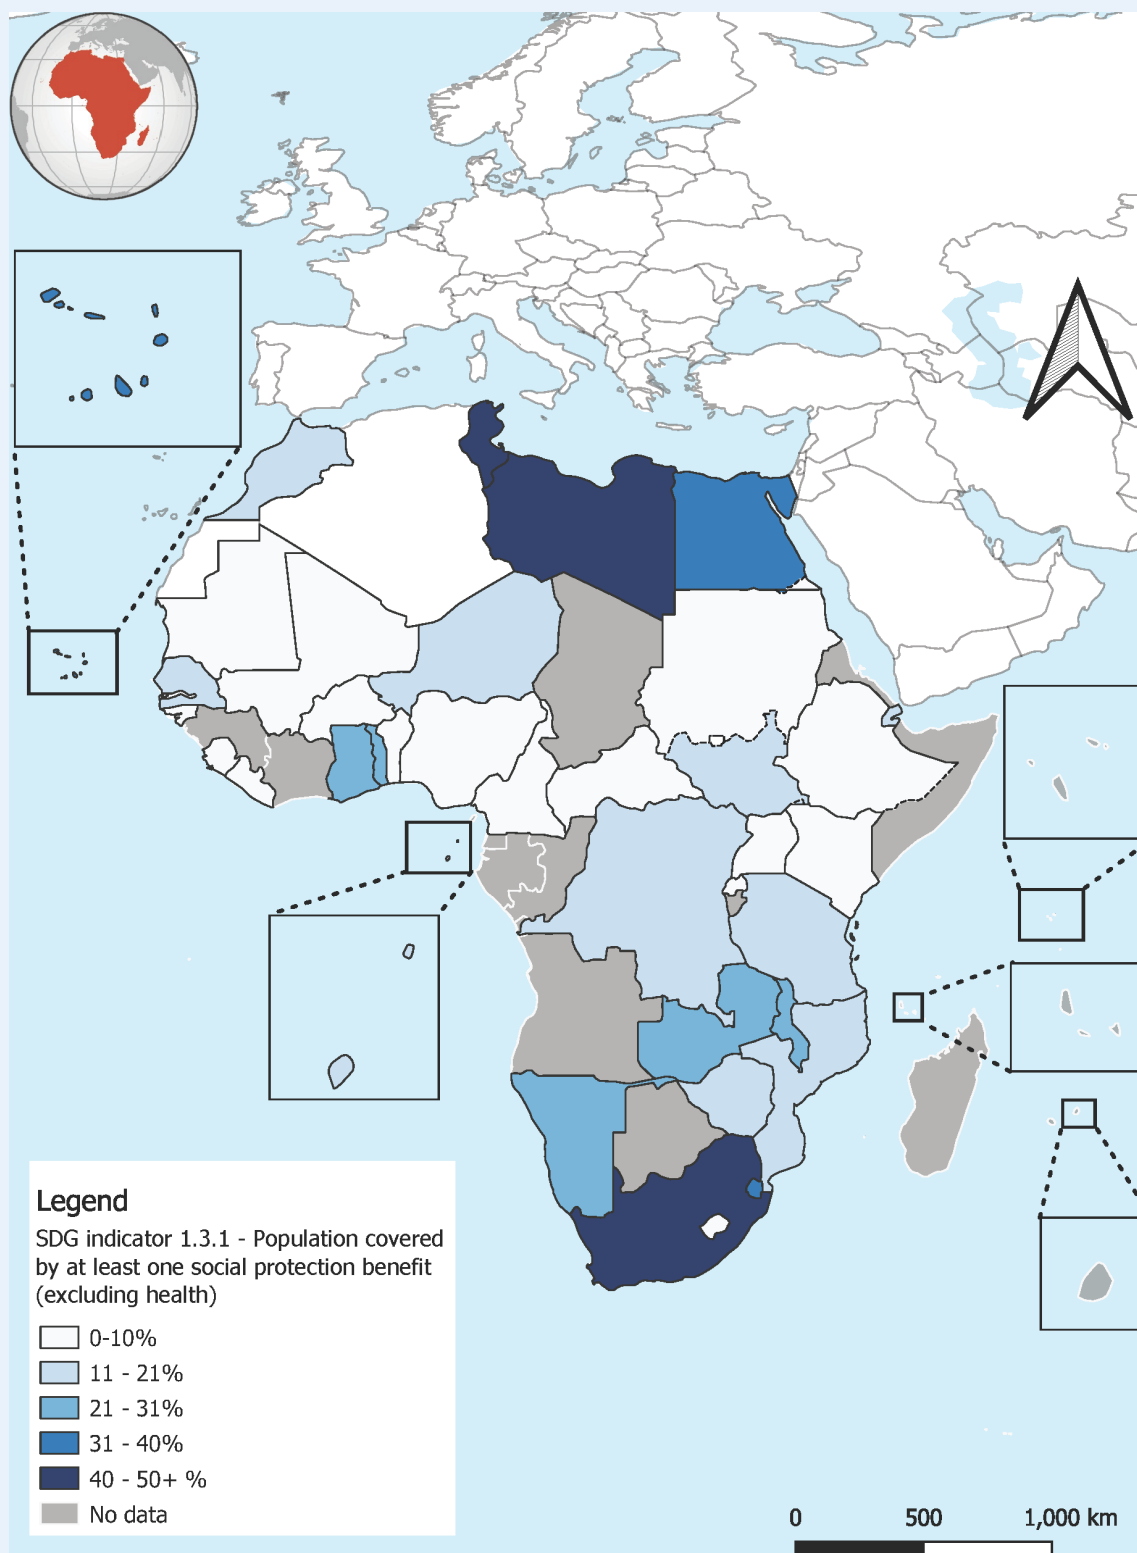 Legend
SDG indicator 1.3.1 - Population covered
by at least one social protection benefit
(excluding health)
0-10%
11 - 21%
21 - 31%
31 - 40%
40 - 50+ %
No data
0 500 1,000 km